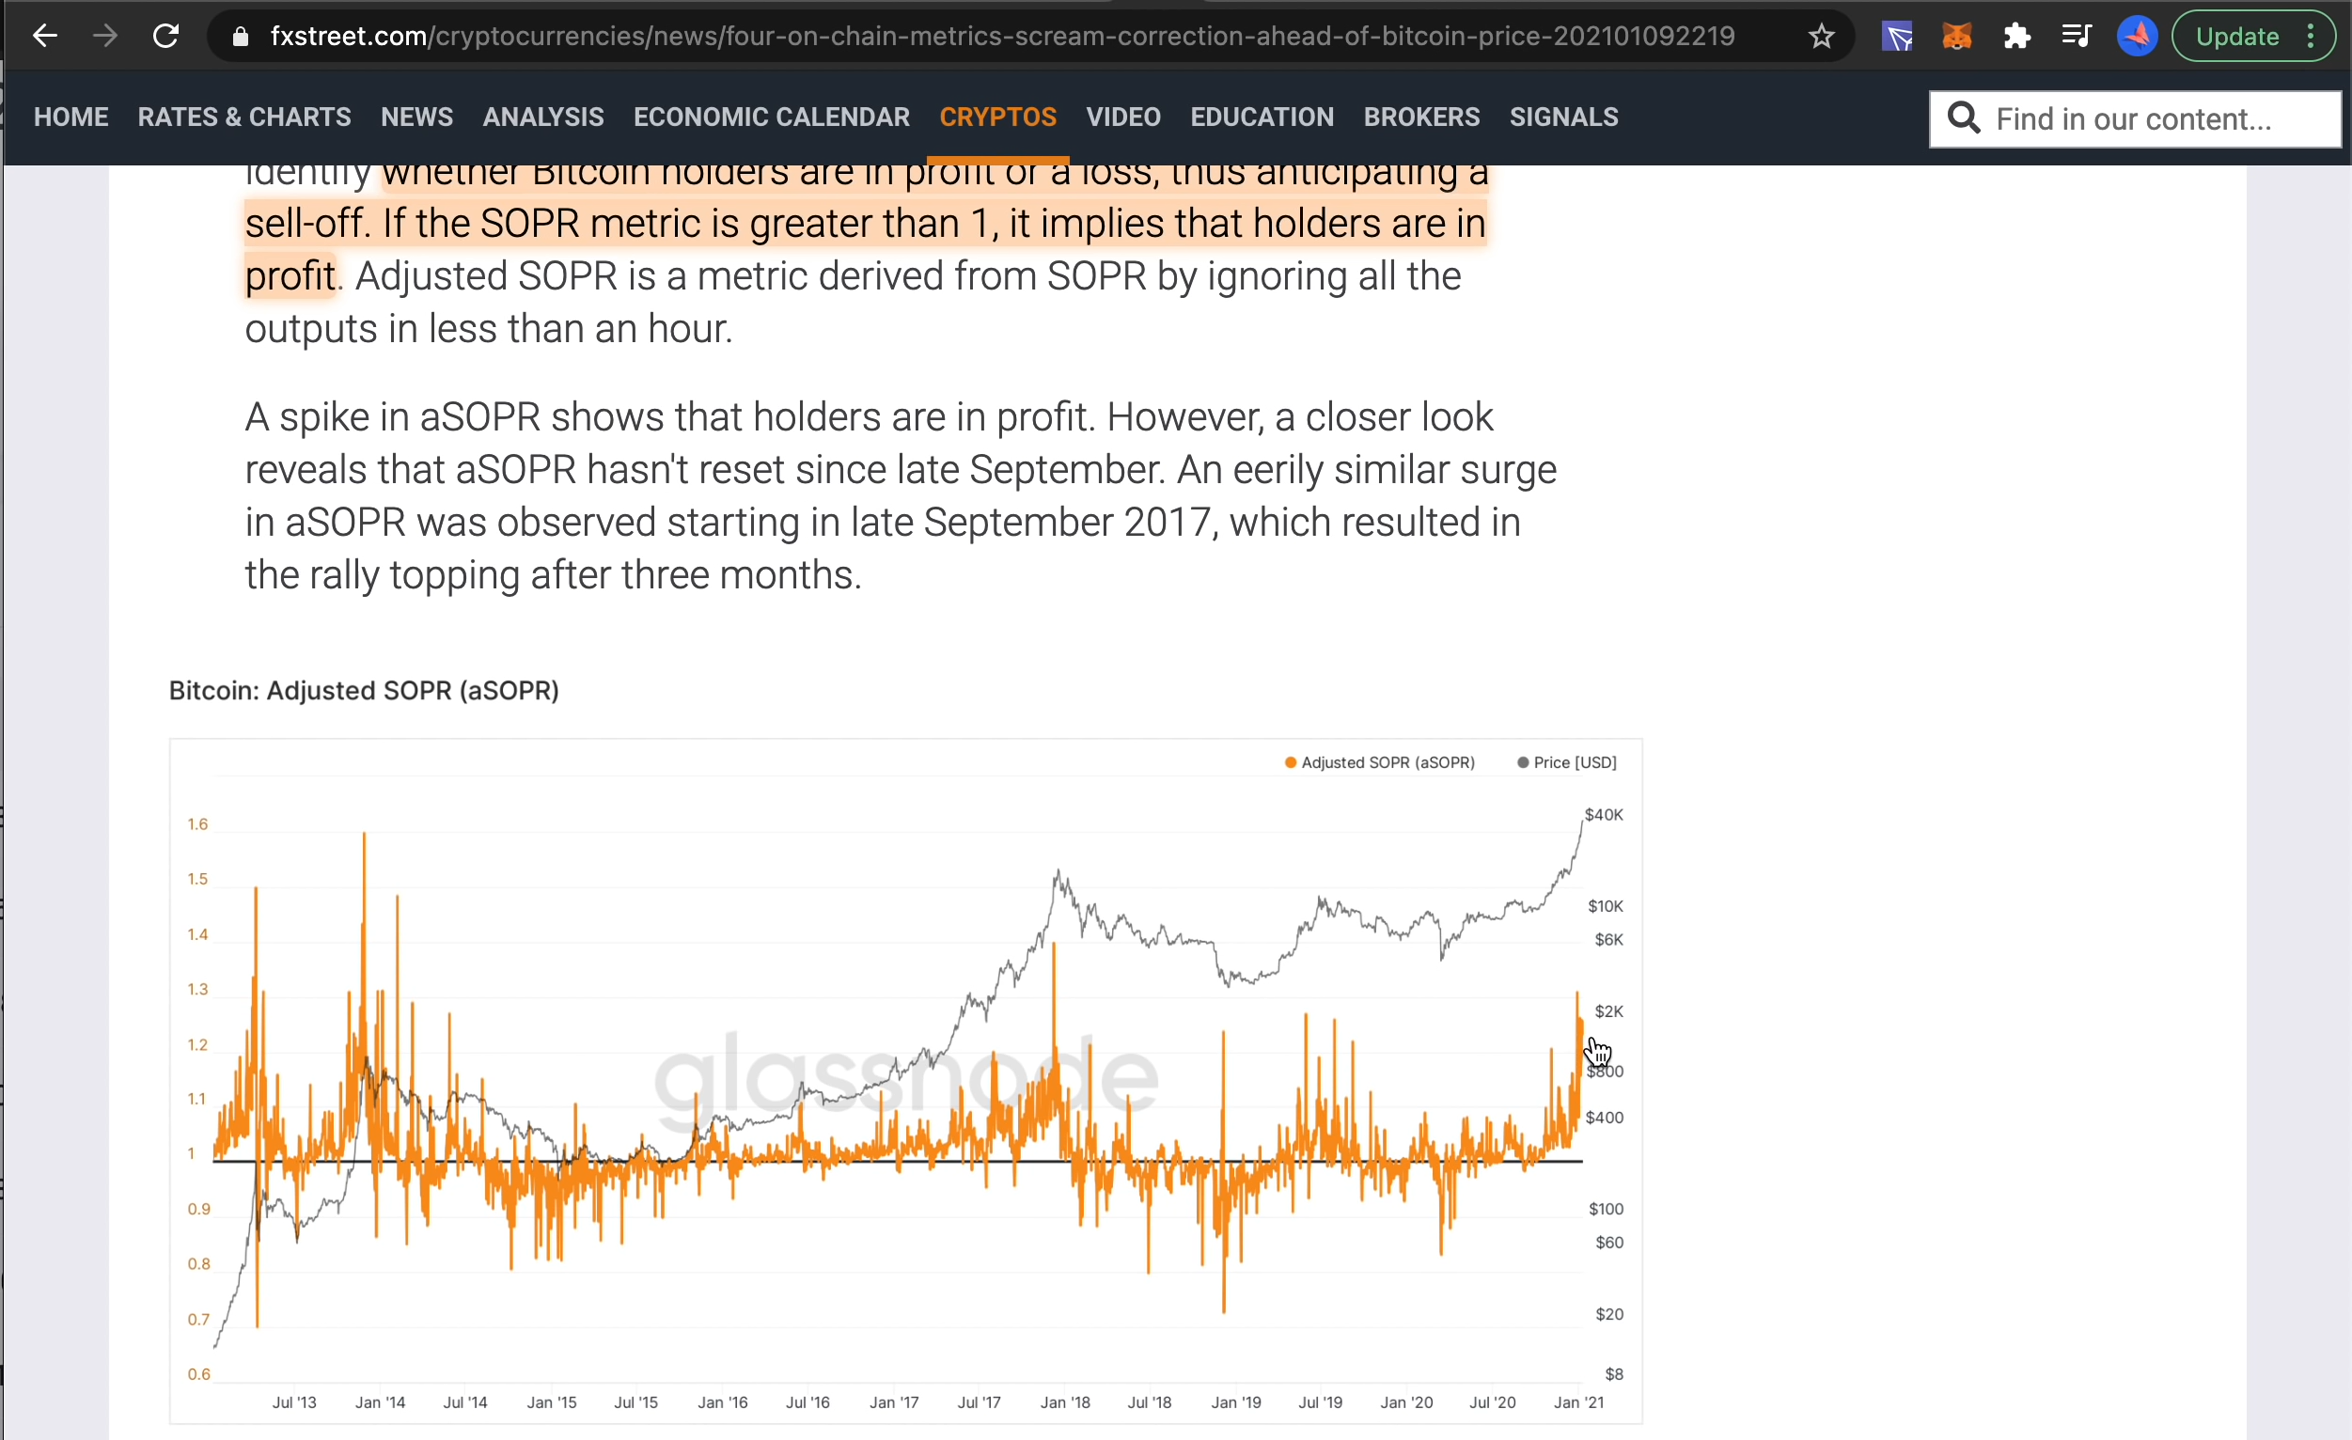 fxstreet.com/cryptocurrencies/news/four-on-chain-metrics-scream-correction-ahead-of-bitcoin-price-202101092219
Update
HOME RATES & CHARTS NEWS ANALYSIS ECONOMIC CALENDAR CRYPTOS VIDEO EDUCATION BROKERS SIGNALS
Find in our content...
identify whether Bitcoin holders are in profit or a loss, thus anticipating a
sell-off. If the SOPR metric is greater than 1, it implies that holders are in
profit. Adjusted SOPR is a metric derived from SOPR by ignoring all the
outputs in less than an hour.
A spike in aSOPR shows that holders are in profit. However, a closer look
reveals that aSOPR hasn't reset since late September. An eerily similar surge
in aSOPR was observed starting in late September 2017, which resulted in
the rally topping after three months.
Bitcoin: Adjusted SOPR (aSOPR)
Adjusted SOPR (aSOPR) Price [USD]
1.6
1.5
1.4
1.3
1.2
1.1
1
0.9
0.8
0.7
0.6
glassnode
$40K
$10K
$6K
$2K
$800
$400
$100
$60
$20
$8
Jul '13 Jan '14 Jul '14 Jan '15 Jul '15 Jan '16 Jul '16 Jan '17 Jul '17 Jan '18 Jul '18 Jan '19 Jul '19 Jan '20 Jul '20 Jan '21